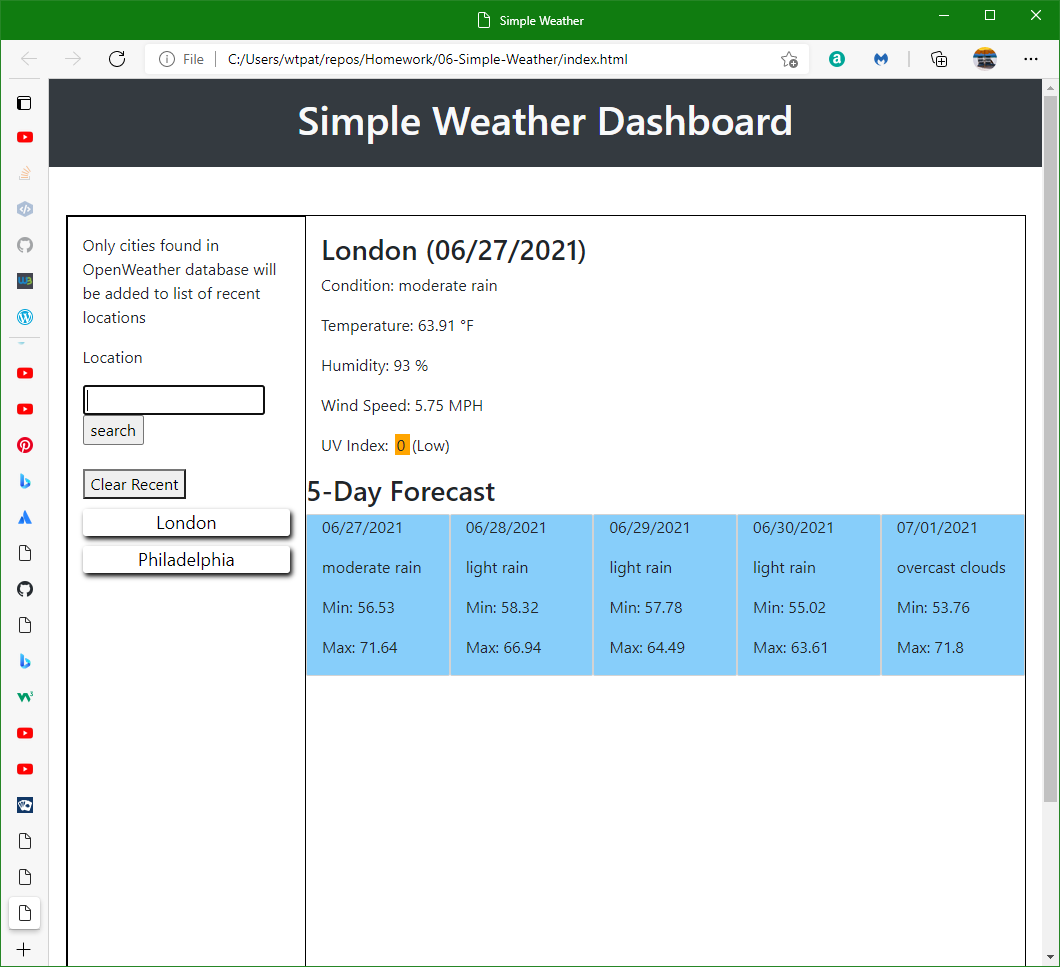 Simple Weather
File
C:/Users/wtpat/repos/Homework/06-Simple-Weather/index.html
Simple Weather Dashboard
Only cities found in
OpenWeather database will
be added to list of recent
locations
Location
search
Clear Recent
London
Philadelphia
London (06/27/2021)
Condition: moderate rain
Temperature: 63.91 °F
Humidity: 93 %
Wind Speed: 5.75 MPH
UV Index: 0 (Low)
5-Day Forecast
06/27/2021 06/28/2021 06/29/2021 06/30/2021 07/01/2021
moderate rain light rain light rain light rain overcast clouds
Min: 56.53 Min: 58.32 Min: 57.78 Min: 55.02 Min: 53.76
Max: 71.64 Max: 66.94 Max: 64.49 Max: 63.61 Max: 71.8